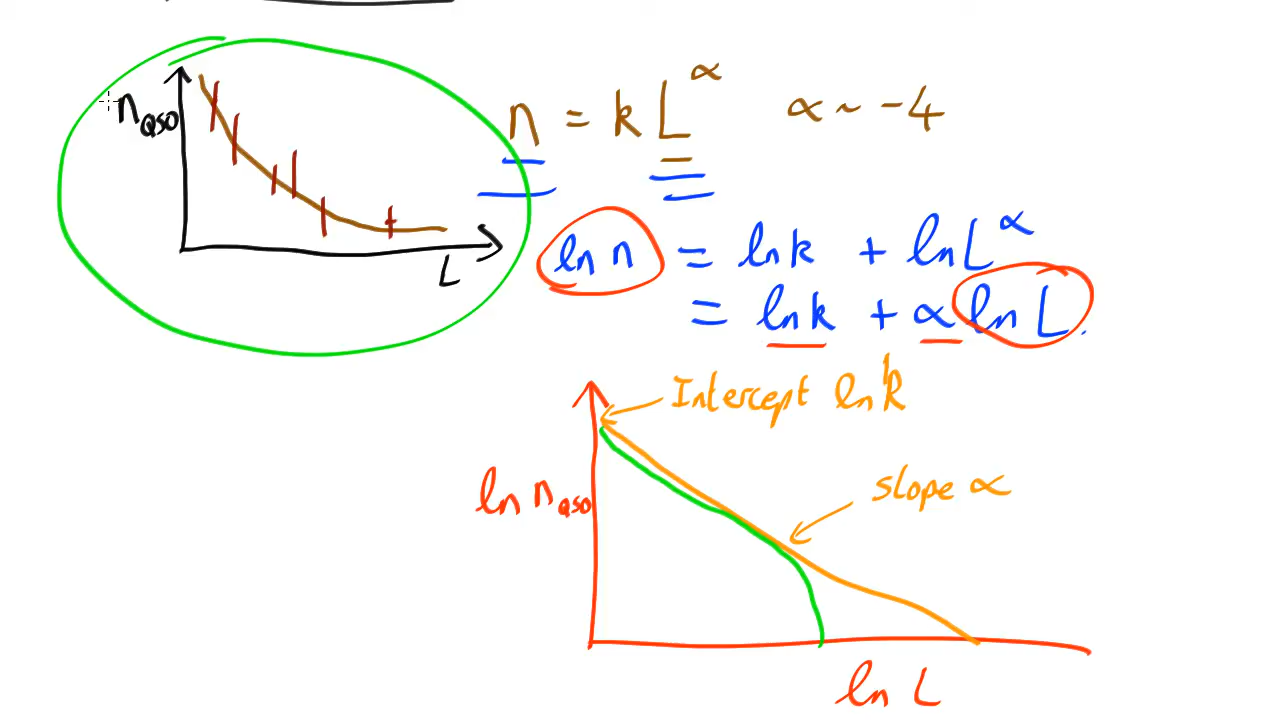 n_QSO
L
n = k L^α α ~ -4
ln n = ln k + ln L^α
= ln k + α ln L.
Intercept ln k
slope α
ln n_QSO
ln L